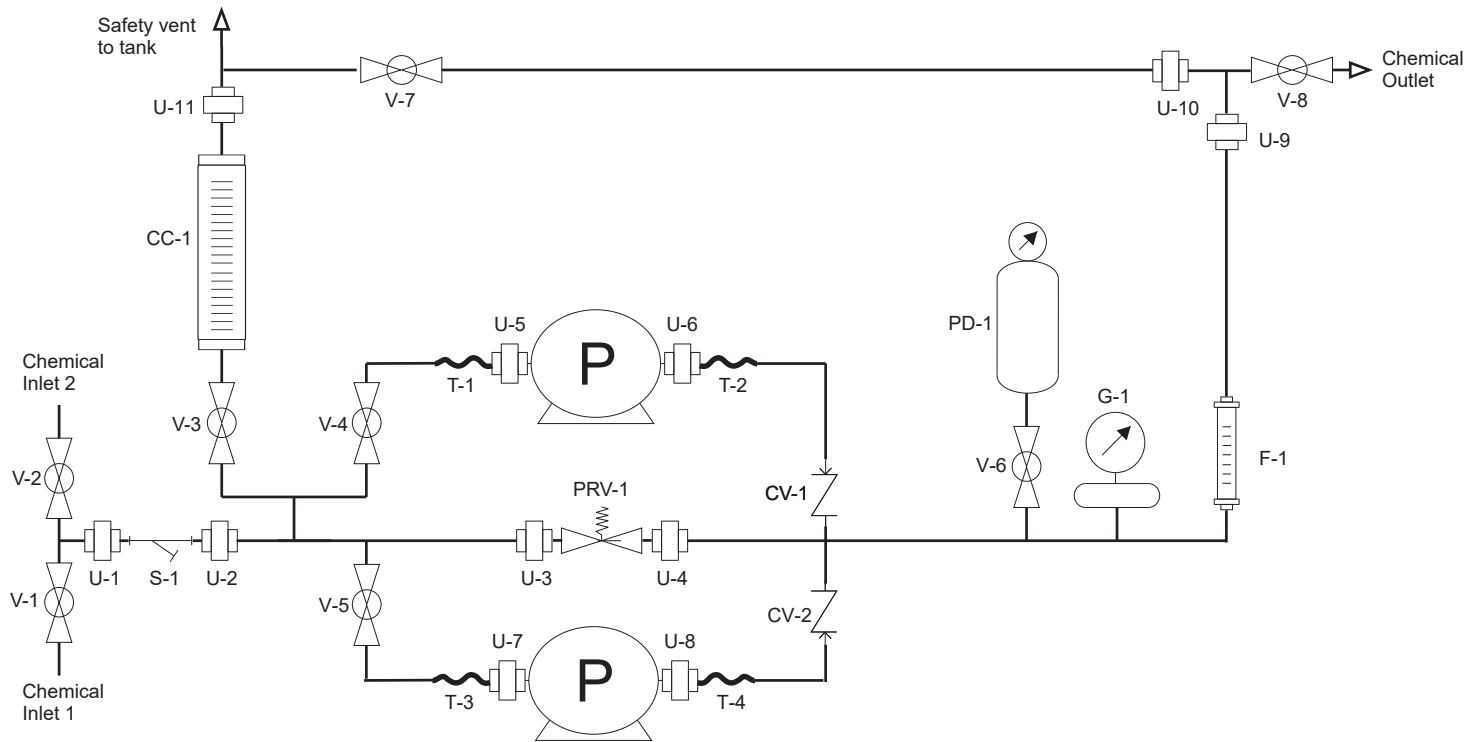 Safety vent
to tank
Chemical
Outlet
V-7
U-10
V-8
U-11
U-9
CC-1
U-5
U-6
PD-1
P
Chemical
Inlet 2
T-1
T-2
G-1
V-3
V-4
V-6
F-1
V-2
PRV-1
CV-1
U-1
S-1
U-2
U-3
U-4
V-1
V-5
CV-2
U-7
U-8
P
Chemical
Inlet 1
T-3
T-4